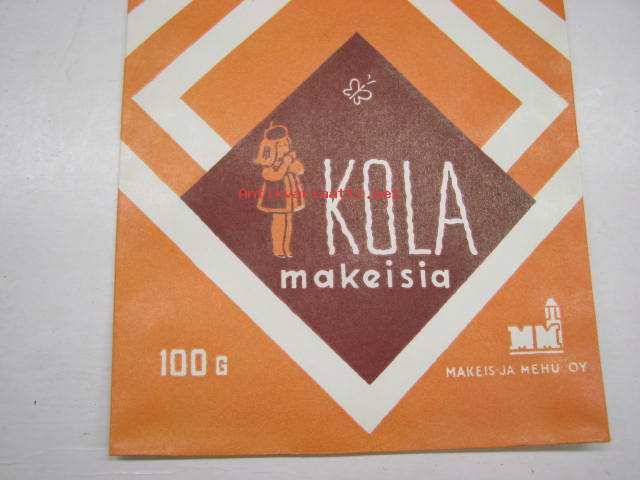 KOLA
makeisia
100 G
MM
MAKEIS-JA MEHU OY